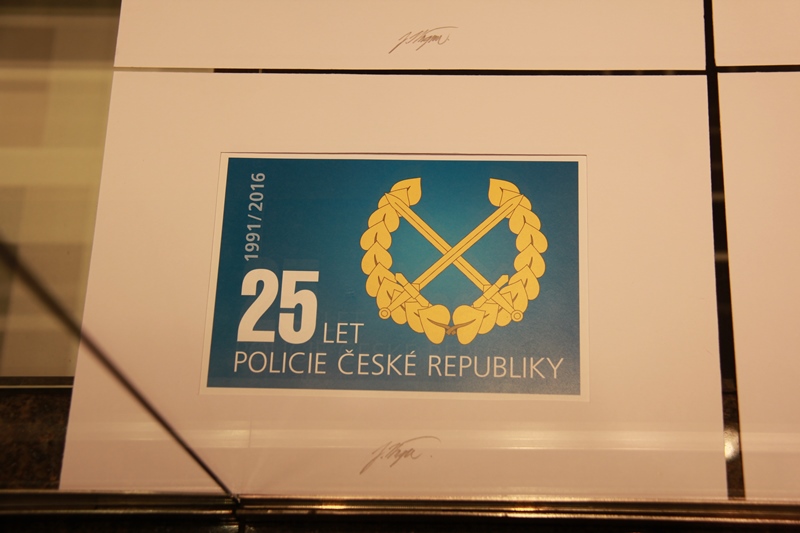 1991/2016
25 LET
POLICIE ČESKÉ REPUBLIKY